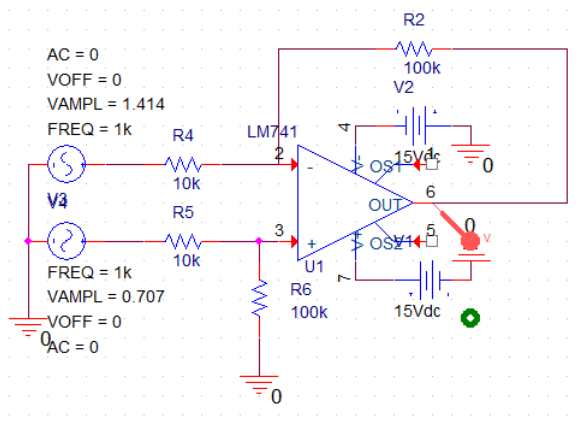 R2
100k
AC = 0
VOFF = 0
VAMPL = 1.414
FREQ = 1k
V2
R4
LM741
4
15Vdc
0
2
-
V-
OS1
1
10k
6
OUT
V3
V4
R5
3
+
V+
OS2
5
V1
0
V
10k
U1
7
FREQ = 1k
VAMPL = 0.707
VOFF = 0
AC = 0
R6
100k
15Vdc
0
0